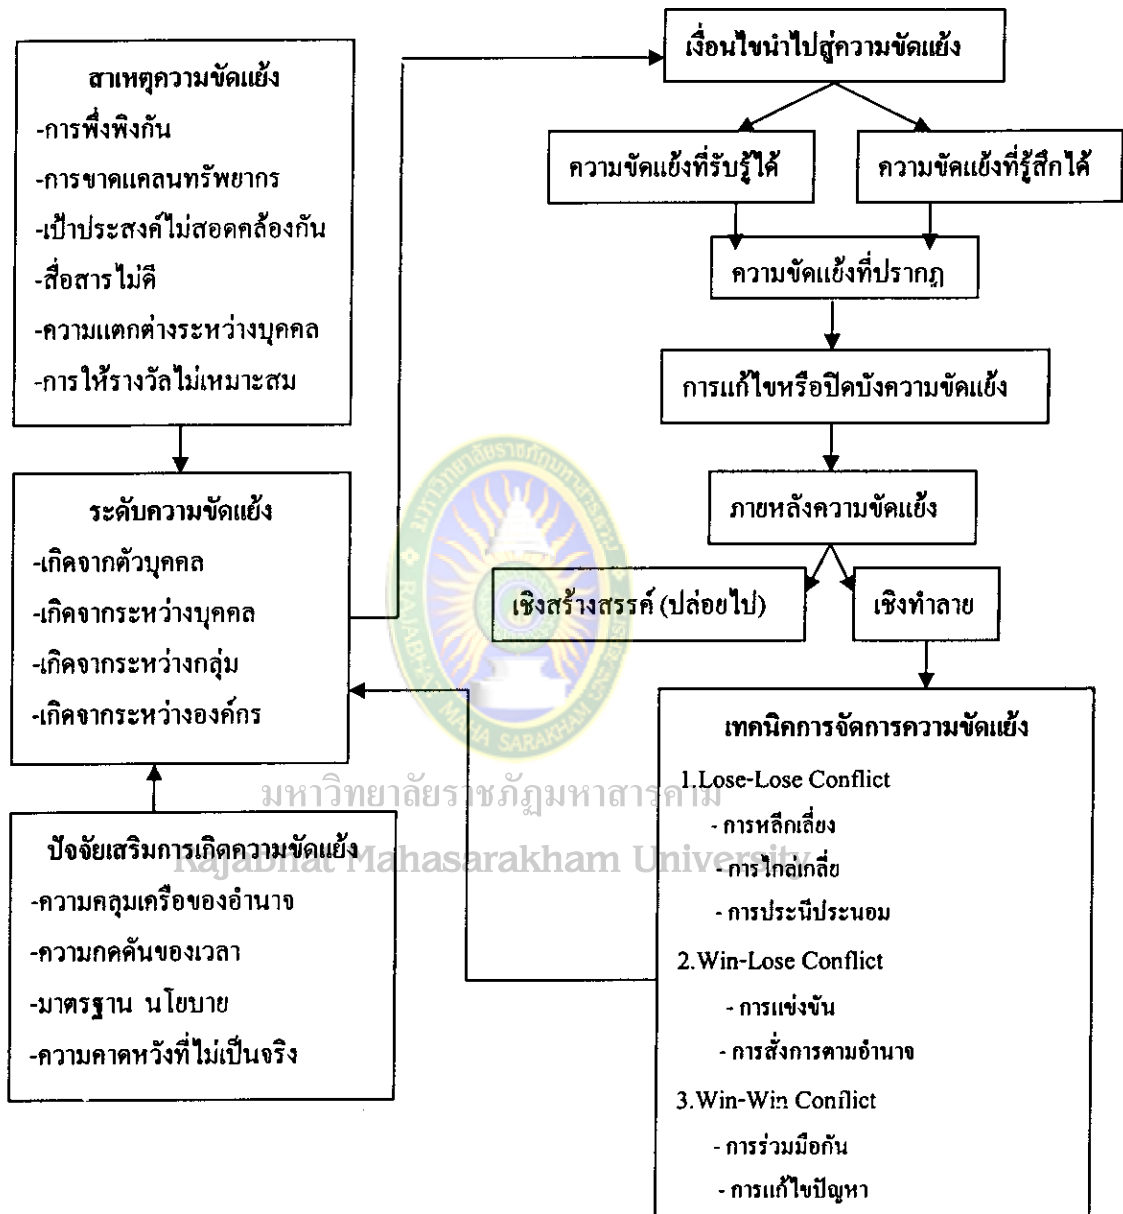 สาเหตุความขัดแย้ง
-การพึ่งพิงกัน
-การขาดแคลนทรัพยากร
-เป้าประสงค์ไม่สอดคล้องกัน
-สื่อสารไม่ดี
-ความแตกต่างระหว่างบุคคล
-การให้รางวัลไม่เหมาะสม
ระดับความขัดแย้ง
-เกิดจากตัวบุคคล
-เกิดจากระหว่างบุคคล
-เกิดจากระหว่างกลุ่ม
-เกิดจากระหว่างองค์กร
ปัจจัยเสริมการเกิดความขัดแย้ง
-ความคลุมเครือของอำนาจ
-ความกดดันของเวลา
-มาตรฐาน นโยบาย
-ความคาดหวังที่ไม่เป็นจริง
เงื่อนไขนำไปสู่ความขัดแย้ง
ความขัดแย้งที่รับรู้ได้
ความขัดแย้งที่รู้สึกได้
ความขัดแย้งที่ปรากฏ
การแก้ไขหรือปิดบังความขัดแย้ง
ภายหลังความขัดแย้ง
เชิงสร้างสรรค์ (ปล่อยไป)
เชิงทำลาย
เทคนิคการจัดการความขัดแย้ง
1.Lose-Lose Conflict
- การหลีกเลี่ยง
- การไกล่เกลี่ย
- การประนีประนอม
2.Win-Lose Conflict
- การแข่งขัน
- การสั่งการตามอำนาจ
3.Win-Win Conflict
- การร่วมมือกัน
- การแก้ไขปัญหา
มหาวิทยาลัยราชภัฏมหาสารคาม
RAJABHAT MAHA SARAKHAM UNIVERSITY
มหาวิทยาลัยราชภัฏมหาสารคาม
Rajabhat Mahasarakham University